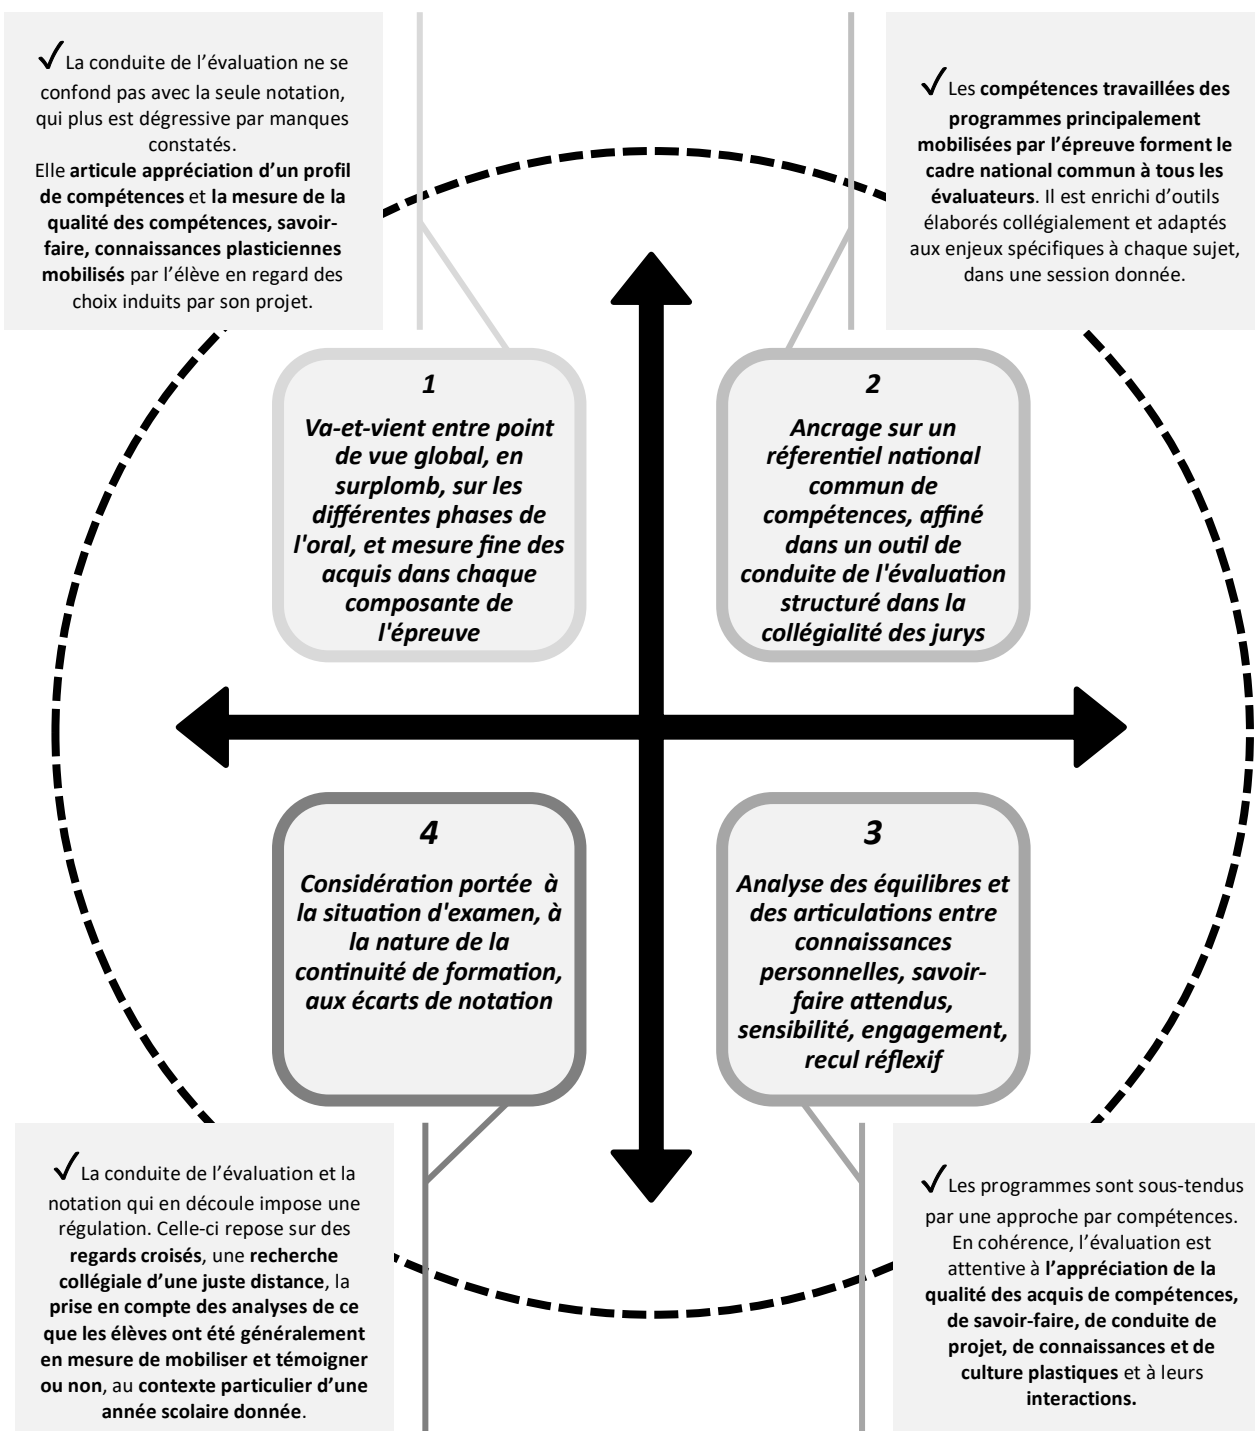 ✓ La conduite de l’évaluation ne se
confond pas avec la seule notation,
qui plus est dégressive par manques
constatés.
Elle articule appréciation d’un profil
de compétences et la mesure de la
qualité des compétences, savoir-
faire, connaissances plasticiennes
mobilisés par l’élève en regard des
choix induits par son projet.
✓ Les compétences travaillées des
programmes principalement
mobilisées par l’épreuve forment le
cadre national commun à tous les
évaluateurs. Il est enrichi d’outils
élaborés collégialement et adaptés
aux enjeux spécifiques à chaque sujet,
dans une session donnée.
1
Va-et-vient entre point
de vue global, en
surplomb, sur les
différentes phases de
l'oral, et mesure fine des
acquis dans chaque
composante de
l'épreuve
2
Ancrage sur un
réferentiel national
commun de
compétences, affiné
dans un outil de
conduite de l'évaluation
structuré dans la
collégialité des jurys
4
Considération portée à
la situation d'examen, à
la nature de la
continuité de formation,
aux écarts de notation
3
Analyse des équilibres et
des articulations entre
connaissances
personnelles, savoir-
faire attendus,
sensibilité, engagement,
recul réflexif
✓ La conduite de l’évaluation et la
notation qui en découle impose une
régulation. Celle-ci repose sur des
regards croisés, une recherche
collégiale d’une juste distance, la
prise en compte des analyses de ce
que les élèves ont été généralement
en mesure de mobiliser et témoigner
ou non, au contexte particulier d’une
année scolaire donnée.
✓ Les programmes sont sous-tendus
par une approche par compétences.
En cohérence, l’évaluation est
attentive à l’appréciation de la
qualité des acquis de compétences,
de savoir-faire, de conduite de
projet, de connaissances et de
culture plastiques et à leurs
interactions.